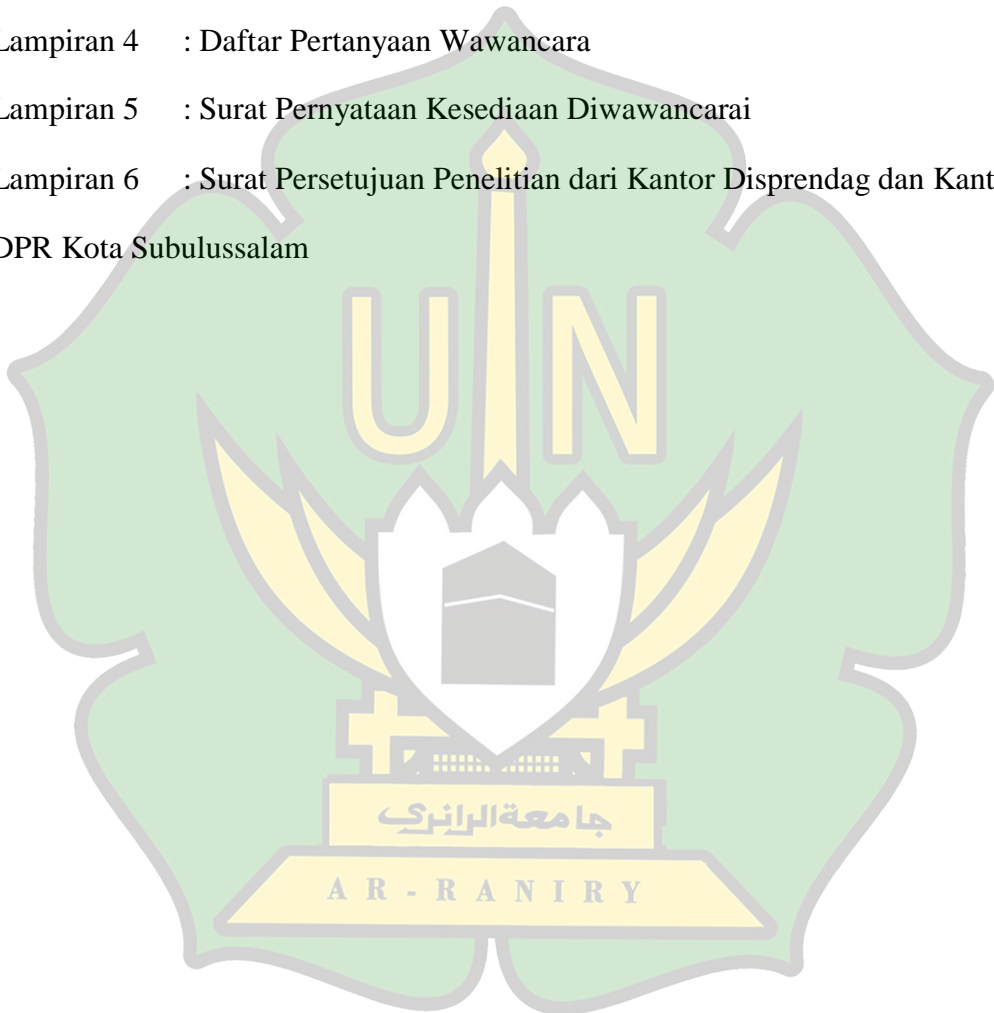 Lampiran 4 : Daftar Pertanyaan Wawancara
Lampiran 5 : Surat Pernyataan Kesediaan Diwawancarai
Lampiran 6 : Surat Persetujuan Penelitian dari Kantor Disprendag dan Kant
DPR Kota Subulussalam
UIN
جامعةالرانري
AR-RANIRY